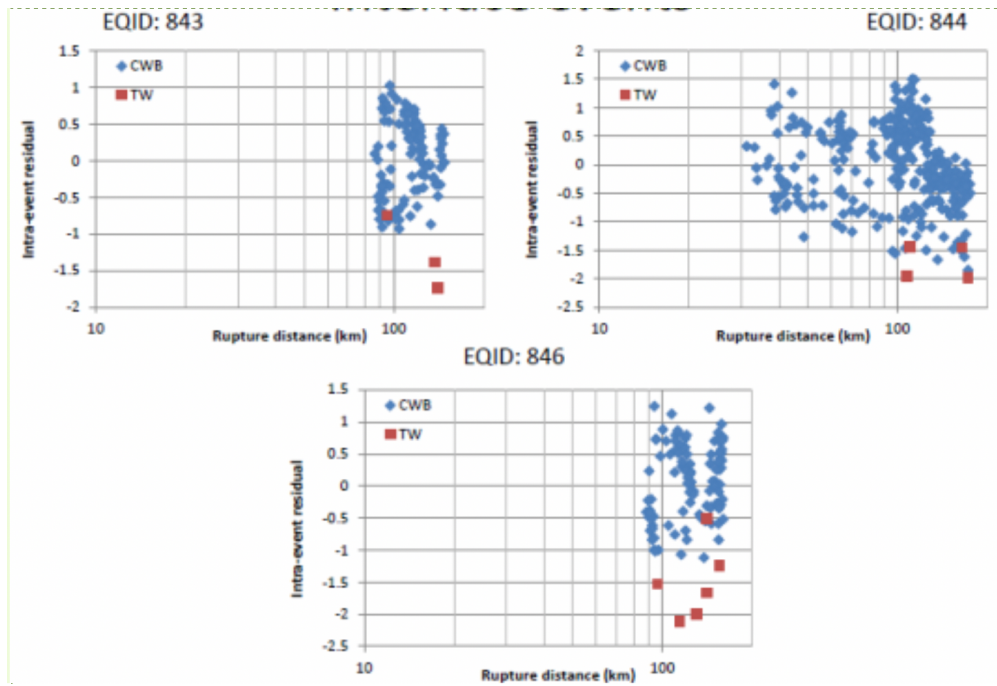 EQID: 843
EQID: 844
1.5
1
0.5
0
-0.5
-1
-1.5
-2
Intra-event residual
CWB
TW
10
100
Rupture distance (km)
2
1.5
1
0.5
0
-0.5
-1
-1.5
-2
-2.5
Intra-event residual
CWB
TW
10
100
Rupture distance (km)
EQID: 846
1.5
1
0.5
0
-0.5
-1
-1.5
-2
-2.5
Intra-event residual
CWB
TW
10
100
Rupture distance (km)